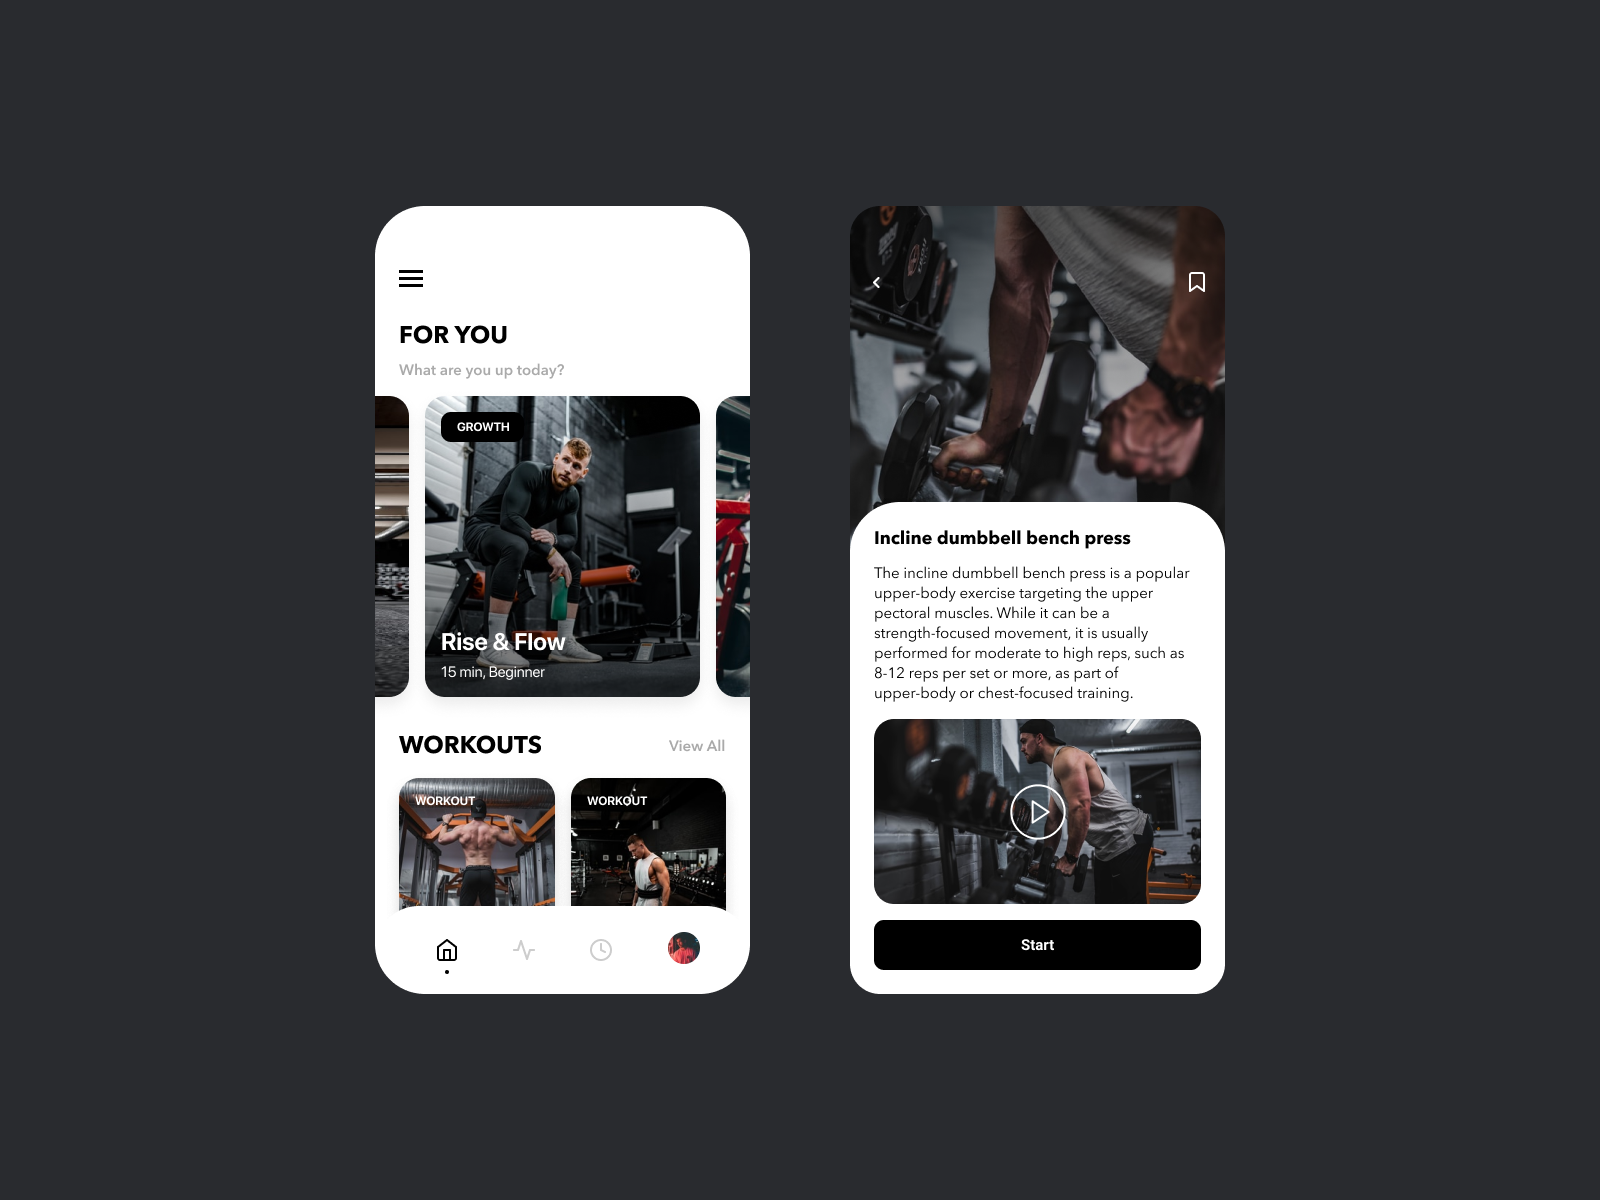 FOR YOU
What are you up today?
GROWTH
Rise & Flow
15 min, Beginner
WORKOUTS
View All
WORKOUT
WORKOUT
Incline dumbbell bench press
The incline dumbbell bench press is a popular
upper-body exercise targeting the upper
pectoral muscles. While it can be a
strength-focused movement, it is usually
performed for moderate to high reps, such as
8-12 reps per set or more, as part of
upper-body or chest-focused training.
Start